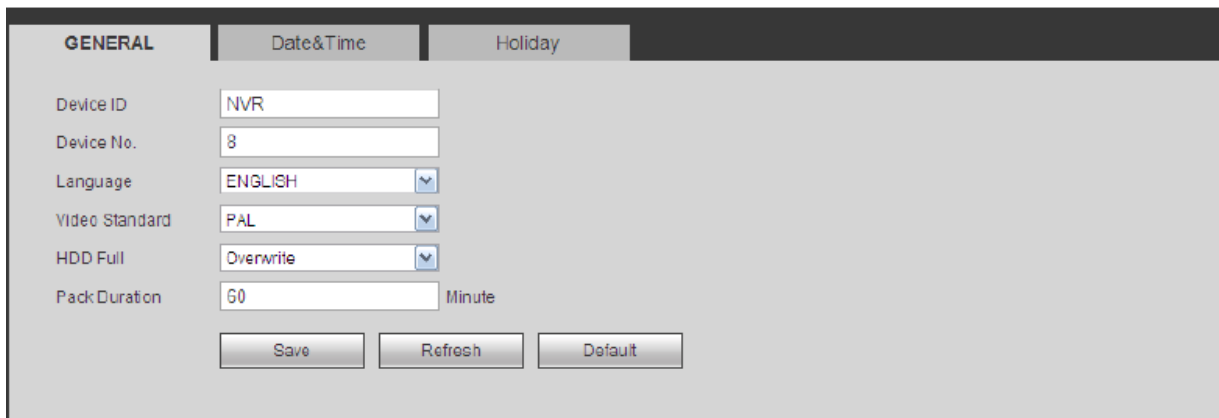 GENERAL Date&Time Holiday
Device ID NVR
Device No. 8
Language ENGLISH
Video Standard PAL
HDD Full Overwrite
Pack Duration 60 Minute
Save Refresh Default